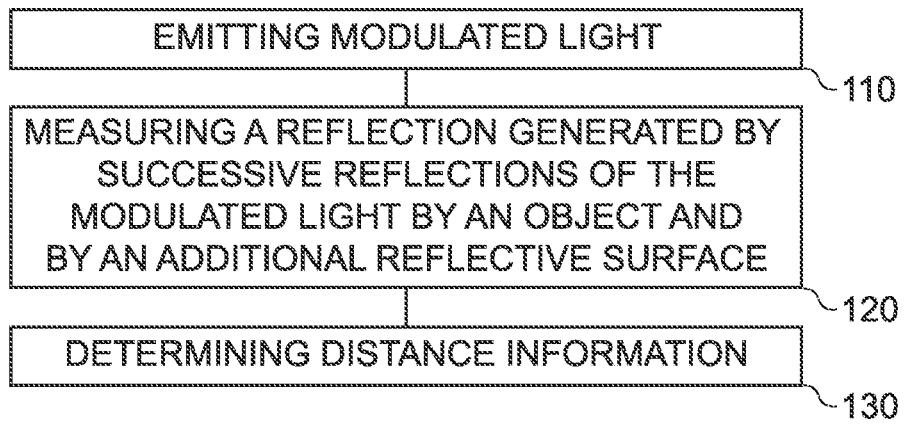 EMITTING MODULATED LIGHT
110
MEASURING A REFLECTION GENERATED BY
SUCCESSIVE REFLECTIONS OF THE
MODULATED LIGHT BY AN OBJECT AND
BY AN ADDITIONAL REFLECTIVE SURFACE
120
DETERMINING DISTANCE INFORMATION
130